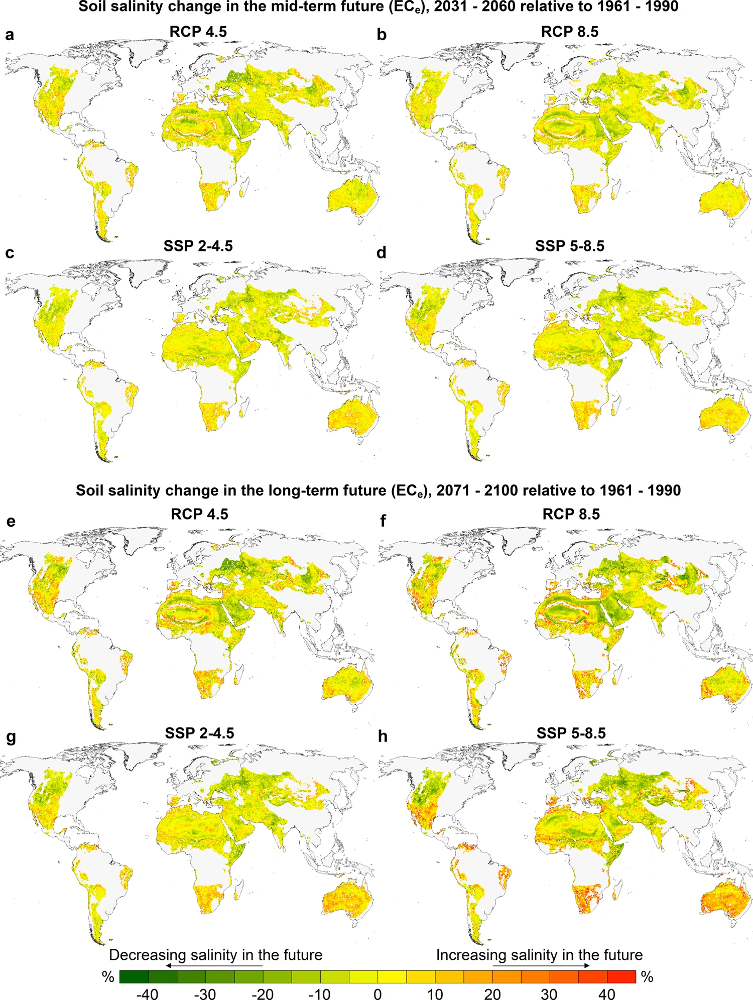 Soil salinity change in the mid-term future (ECe), 2031 - 2060 relative to 1961 - 1990
a RCP 4.5
b RCP 8.5
c SSP 2-4.5
d SSP 5-8.5
Soil salinity change in the long-term future (ECe), 2071 - 2100 relative to 1961 - 1990
e RCP 4.5
f RCP 8.5
g SSP 2-4.5
h SSP 5-8.5
Decreasing salinity in the future
Increasing salinity in the future
% %
-40 -30 -20 -10 0 10 20 30 40